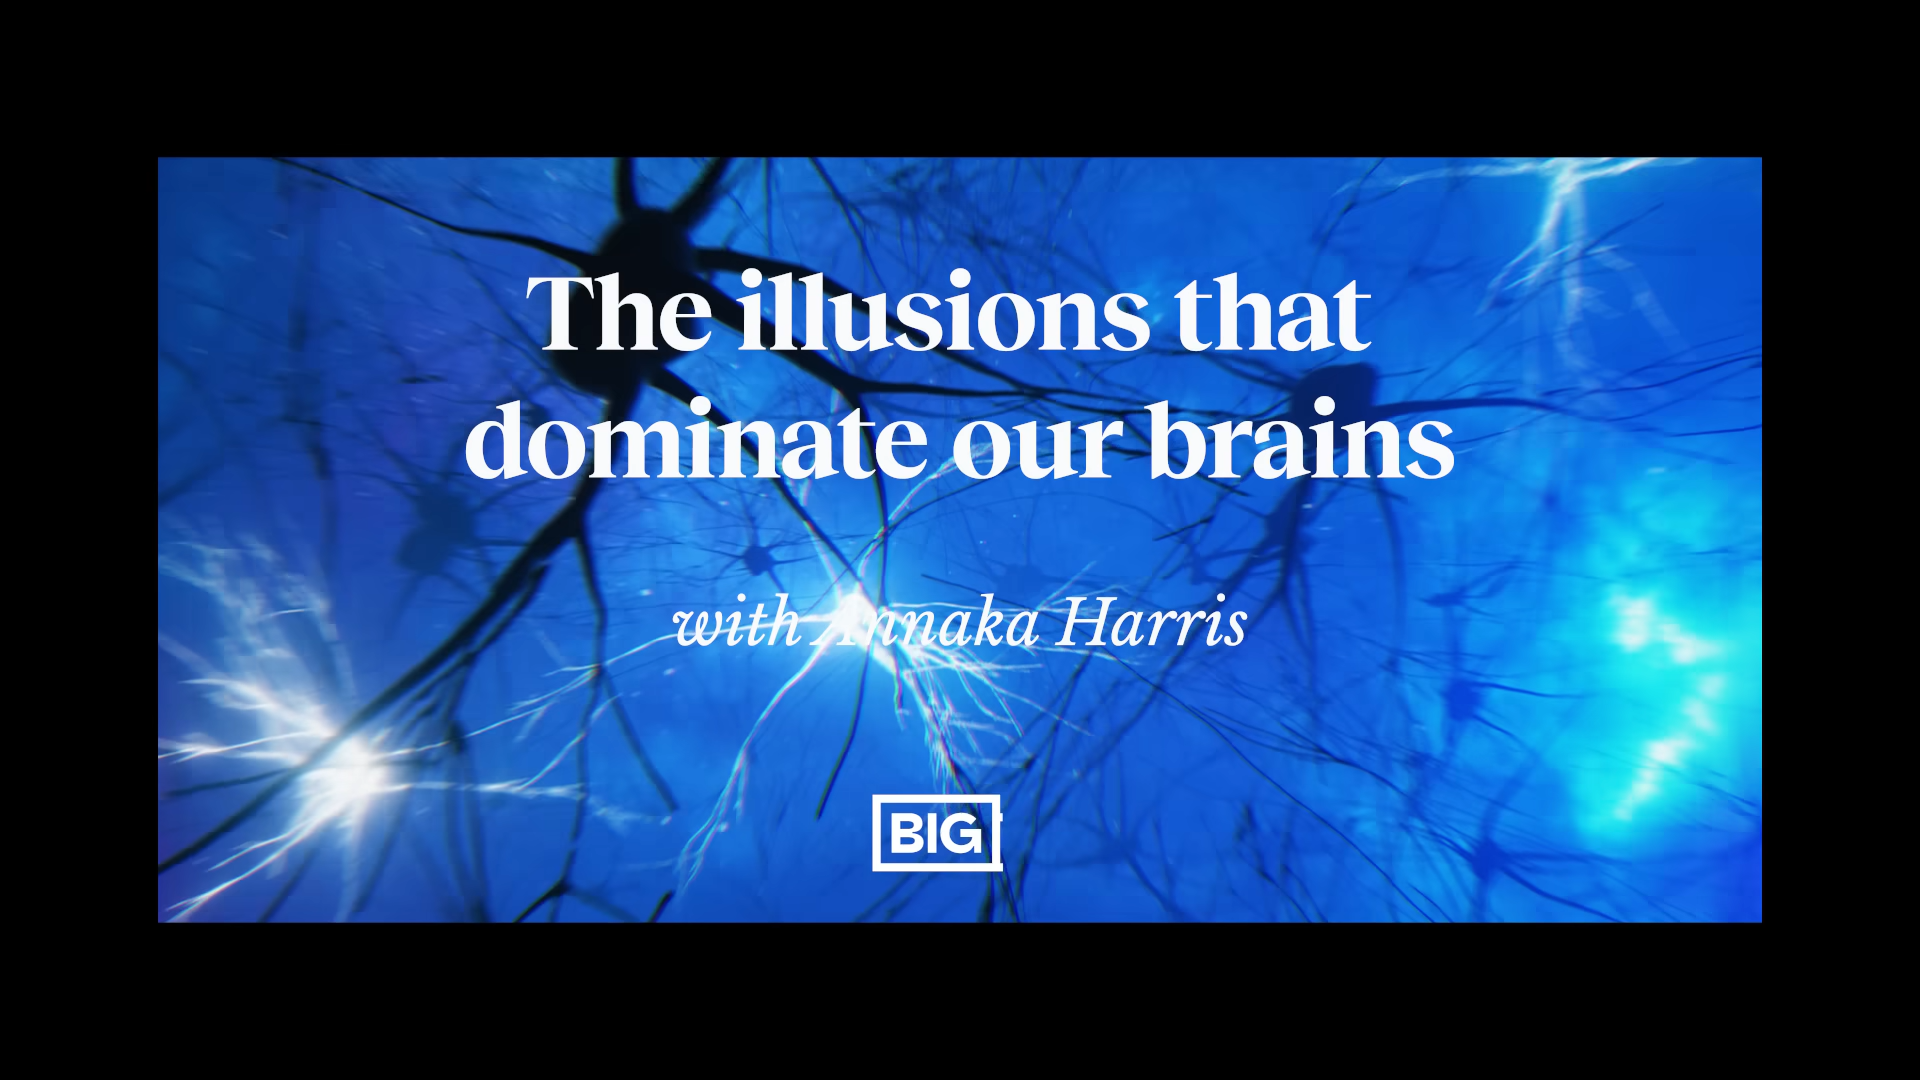 The illusions that
dominate our brains
with Annaka Harris
BIG